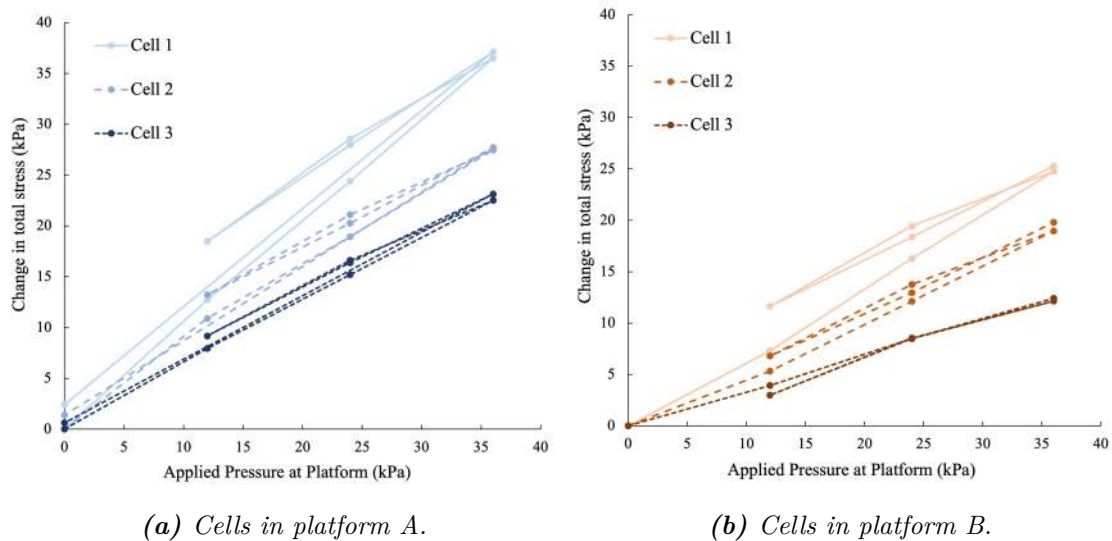 40
35
30
25
20
15
10
5
0
Change in total stress (kPa)
Cell 1
Cell 2
Cell 3
0 5 10 15 20 25 30 35 40
Applied Pressure at Platform (kPa)
(a) Cells in platform A.
40
35
30
25
20
15
10
5
0
Change in total stress (kPa)
Cell 1
Cell 2
Cell 3
0 5 10 15 20 25 30 35 40
Applied Pressure at Platform (kPa)
(b) Cells in platform B.